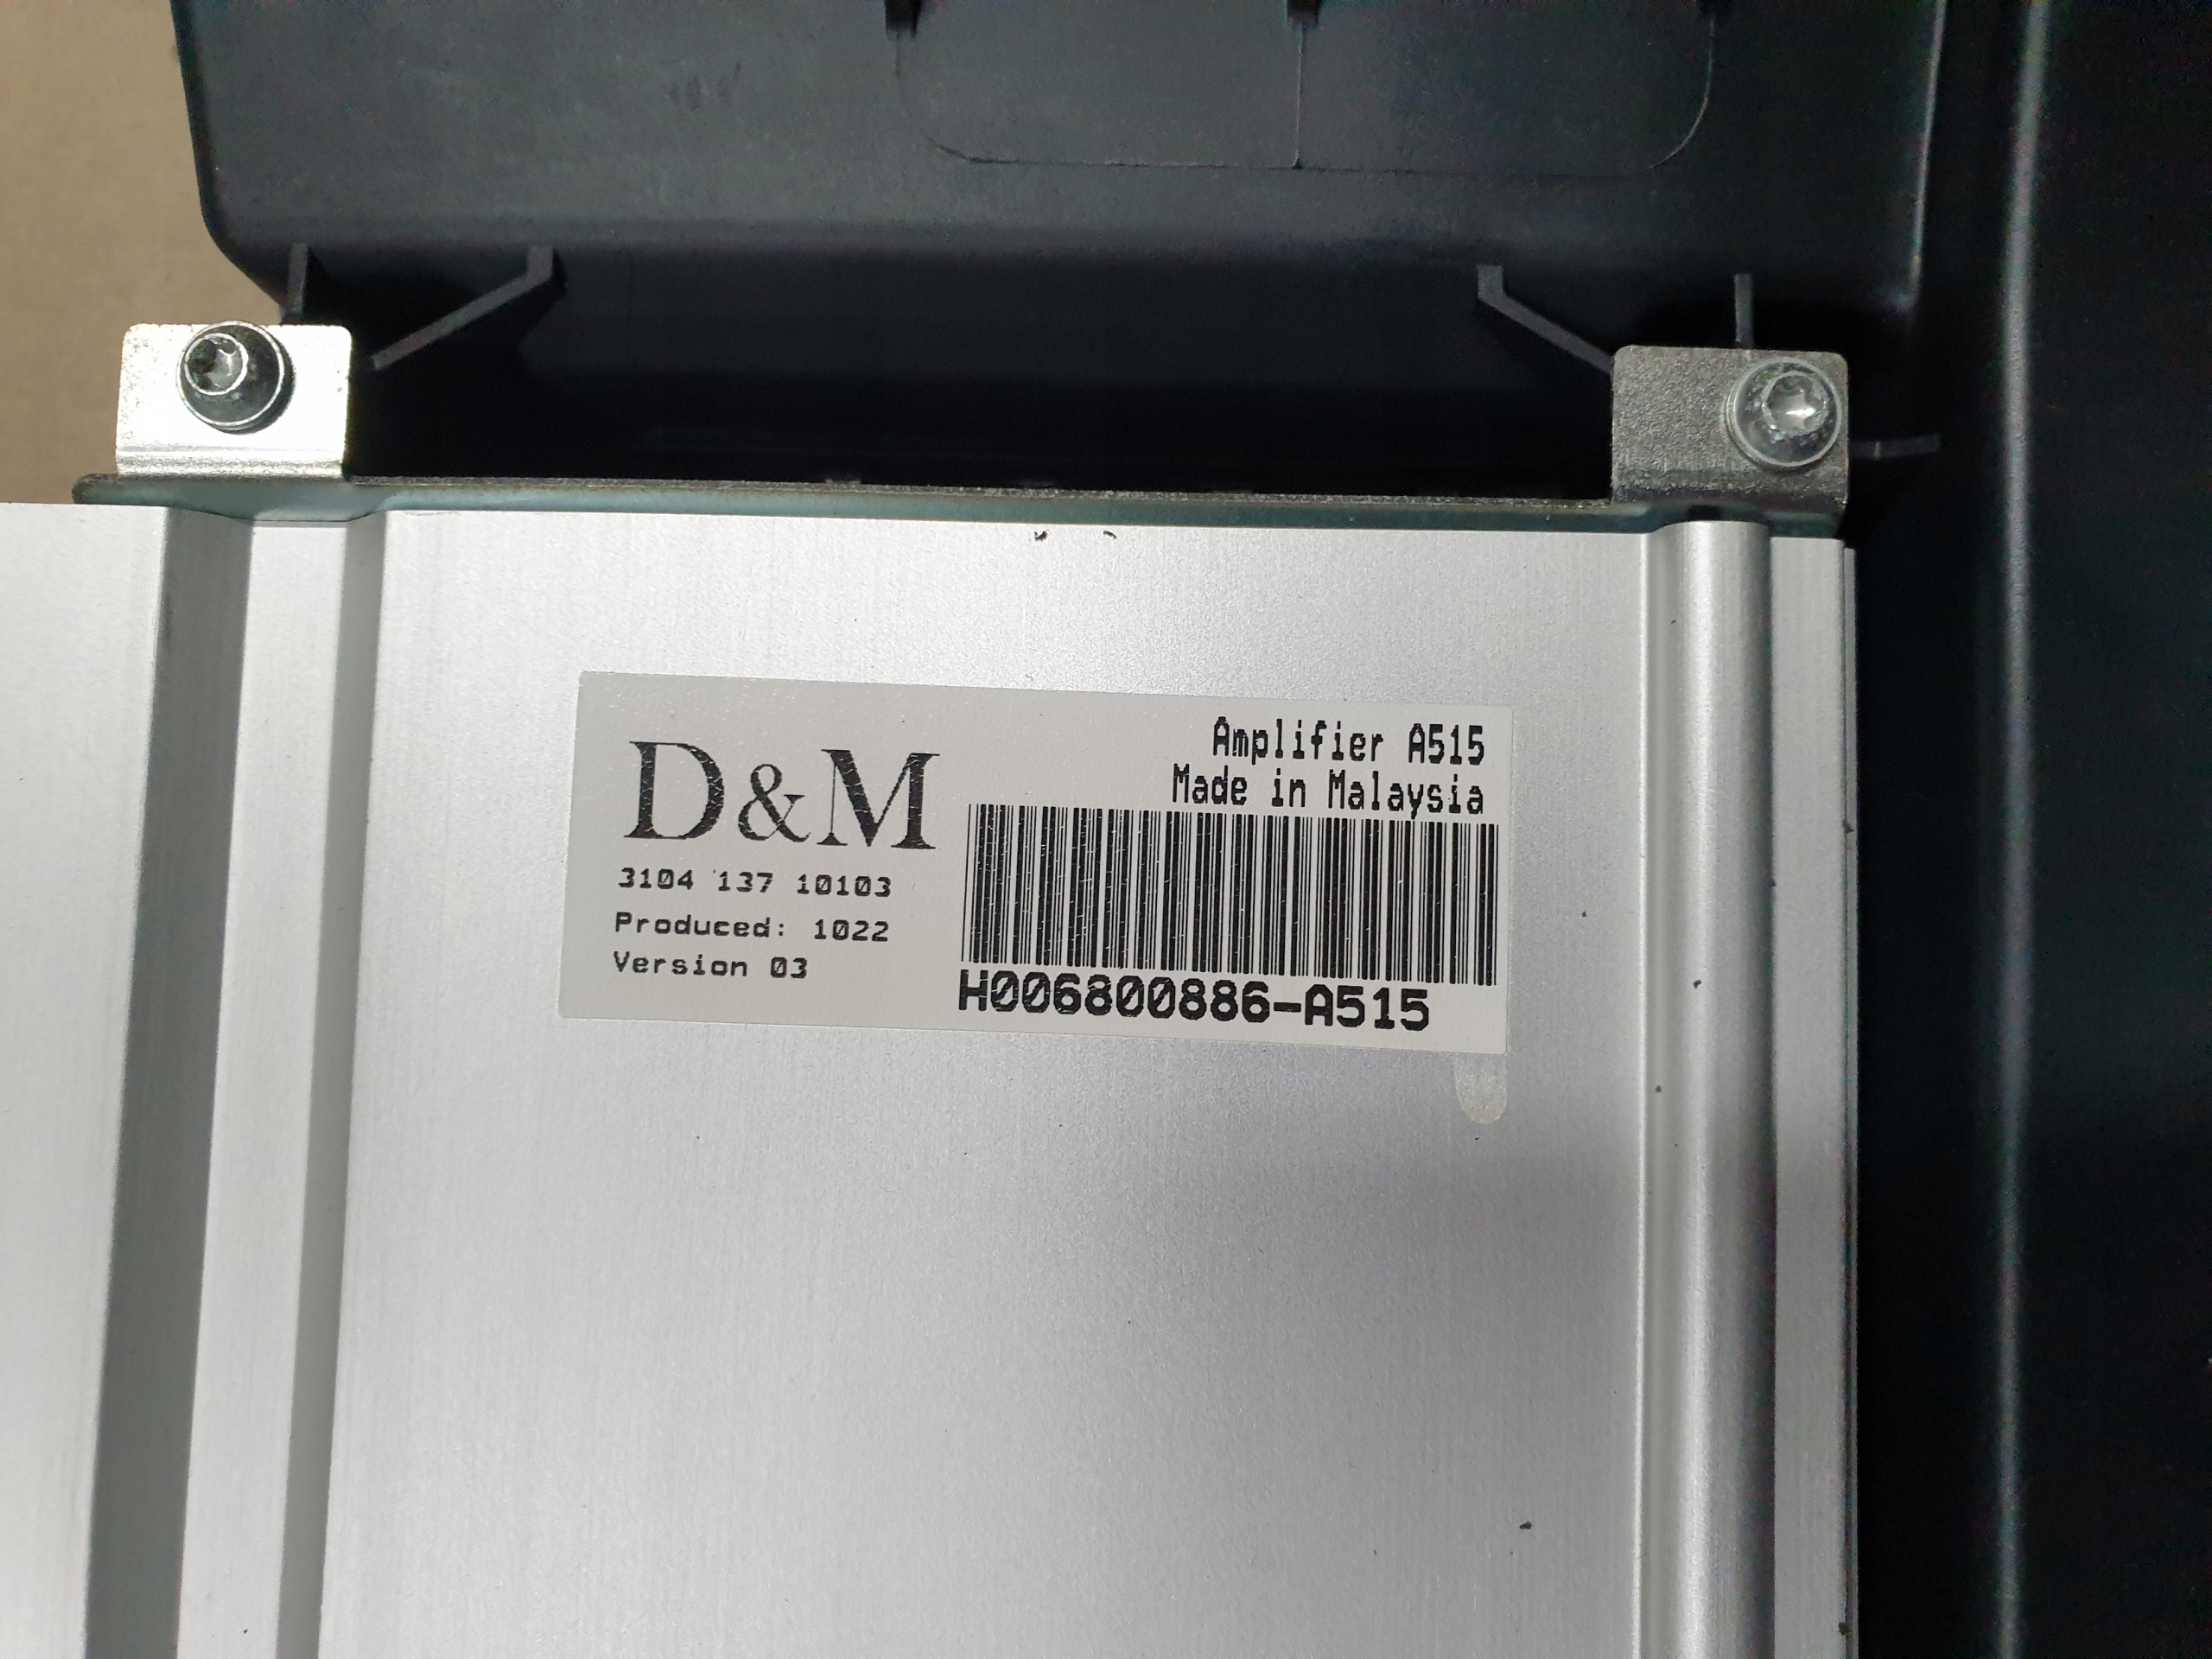 D&M
3104 137 10103
Produced: 1022
Version 03
Amplifier A515
Made in Malaysia
H006800886-A515